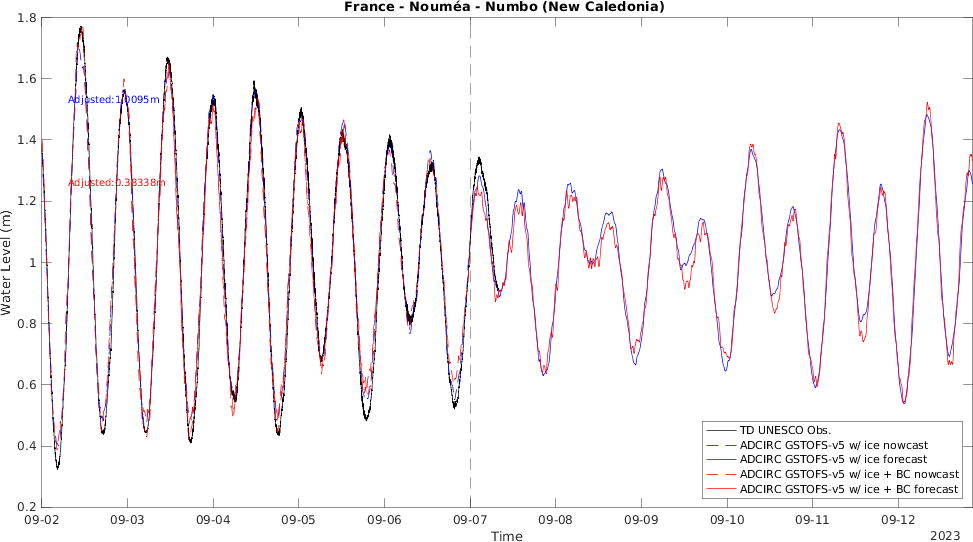 France - Nouméa - Numbo (New Caledonia)
1.8
1.6
Adjusted:1.0095m
1.4
Adjusted:0.38338m
1.2
1
0.8
0.6
0.4
0.2
Water Level (m)
TD UNESCO Obs.
ADCIRC GSTOFS-v5 w/ ice nowcast
ADCIRC GSTOFS-v5 w/ ice forecast
ADCIRC GSTOFS-v5 w/ ice + BC nowcast
ADCIRC GSTOFS-v5 w/ ice + BC forecast
09-02 09-03 09-04 09-05 09-06 09-07 09-08 09-09 09-10 09-11 09-12
Time
2023